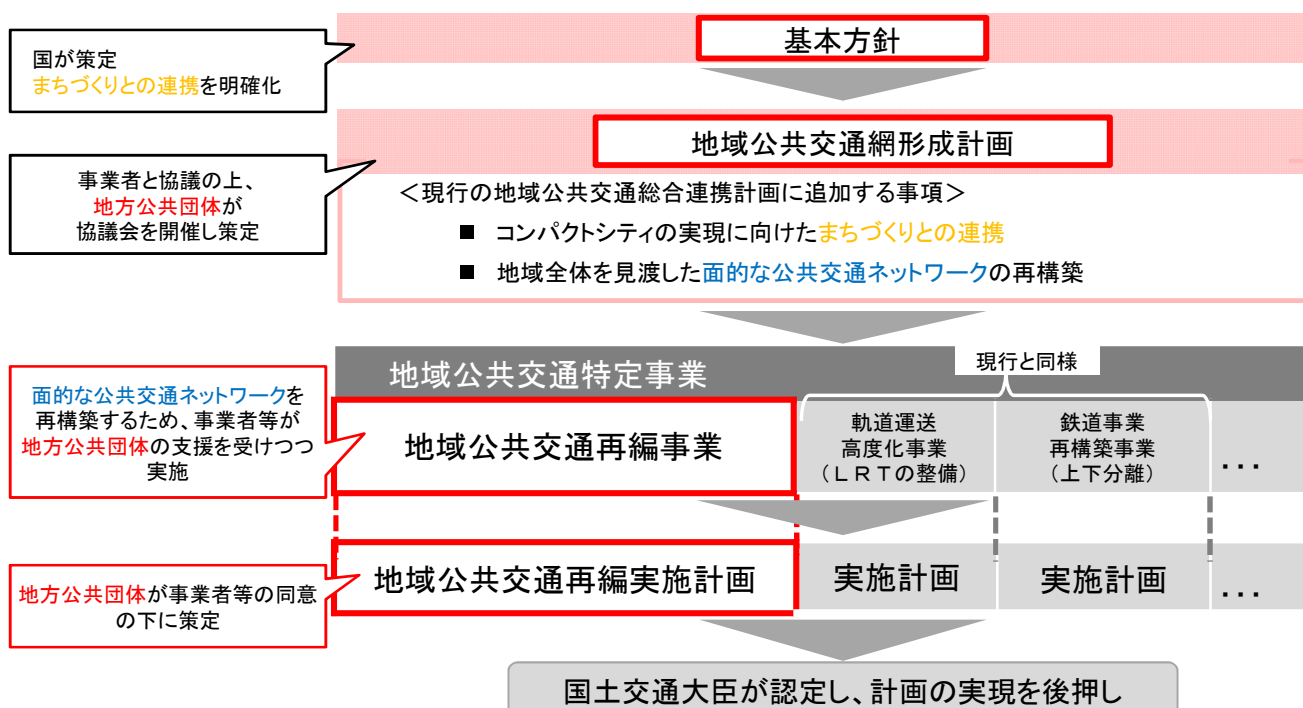 基本方針
国が策定
まちづくりとの連携を明確化
地域公共交通網形成計画
事業者と協議の上、
地方公共団体が
協議会を開催し策定
＜現行の地域公共交通総合連携計画に追加する事項＞
■ コンパクトシティの実現に向けたまちづくりとの連携
■ 地域全体を見渡した面的な公共交通ネットワークの再構築
地域公共交通特定事業
現行と同様
面的な公共交通ネットワークを
再構築するため、事業者等が
地方公共団体の支援を受けつつ
実施
地域公共交通再編事業
軌道運送
高度化事業
（ＬＲＴの整備）
鉄道事業
再構築事業
（上下分離）
・・・
地方公共団体が事業者等の同意
の下に策定
地域公共交通再編実施計画
実施計画
実施計画
・・・
国土交通大臣が認定し、計画の実現を後押し